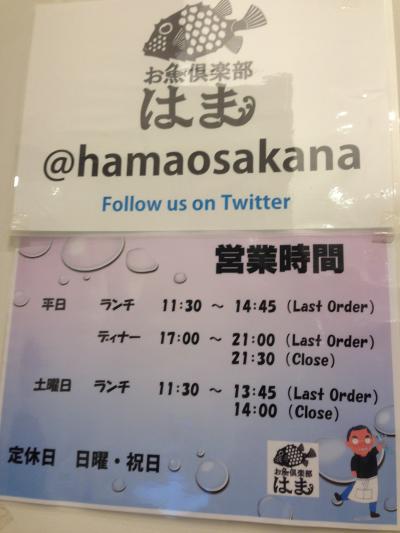 お魚倶楽部
はま
@hamaosakana
Follow us on Twitter
営業時間
平日 ランチ 11:30 ～ 14:45 (Last Order)
ディナー 17:00 ～ 21:00 (Last Order)
21:30 (Close)
土曜日 ランチ 11:30 ～ 13:45 (Last Order)
14:00 (Close)
定休日 日曜・祝日
お魚倶楽部
はま